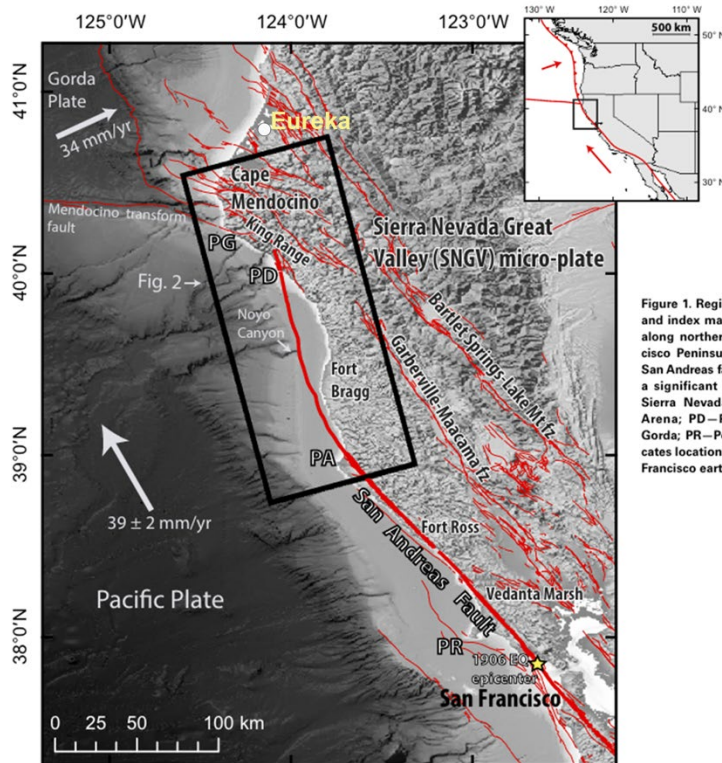 125°0'W
124°0'W
123°0'W
130° W
120° W
110° W
500 km
50°N
40°N
30°N
41°0'N
40°0'N
39°0'N
38°0'N
Gorda
Plate
34 mm/yr
Eureka
Cape
Mendocino
Mendocino transform
fault
King Range
PG
PD
Fig. 2
Sierra Nevada Great
Valley (SNGV) micro-plate
Bartlet Springs-Lake Mt fz
Garberville-Maacama fz
Noyo
Canyon
Fort
Bragg
PA
39 ± 2 mm/yr
San Andreas Fault
Fort Ross
Pacific Plate
Vedanta Marsh
PR
1906 EQ
epicenter
San Francisco
0 25 50 100 km
Figure 1. Regi
and index ma
along northern
cisco Peninsu
San Andreas fa
a significant
Sierra Nevad
Arena; PD—P
Gorda; PR—Po
cates location
Francisco eart